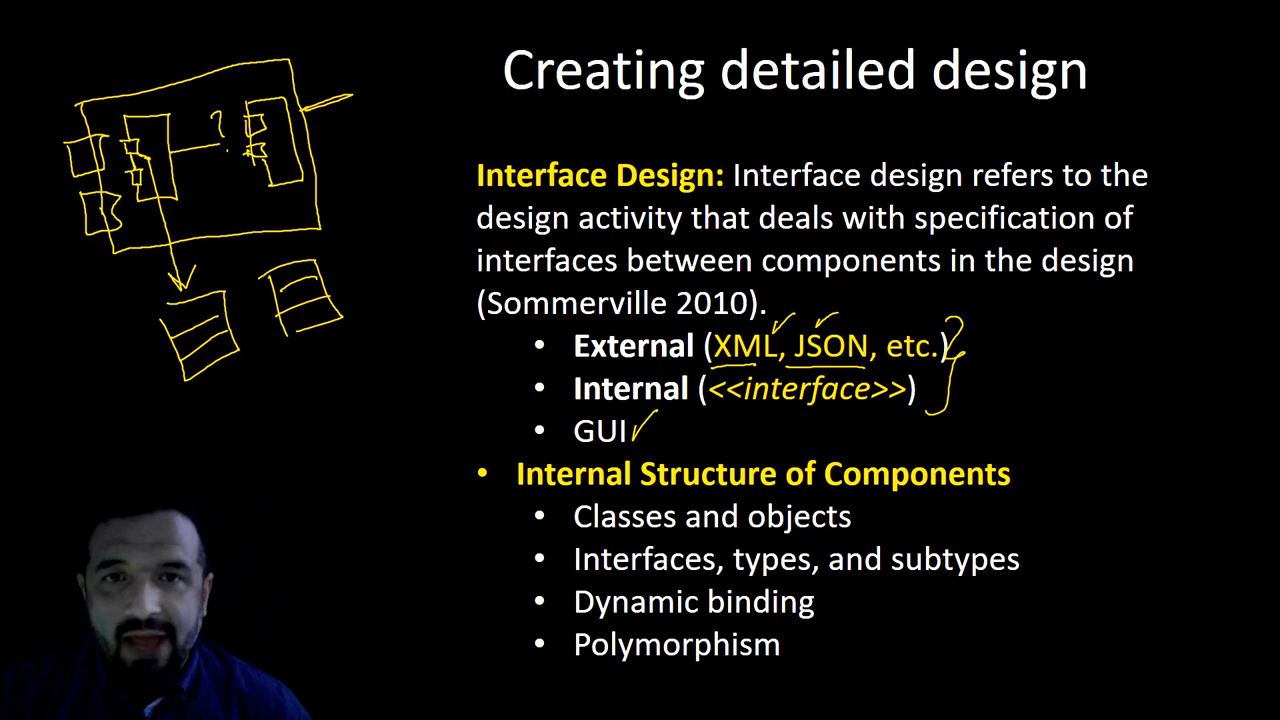 Creating detailed design
?
Interface Design: Interface design refers to the
design activity that deals with specification of
interfaces between components in the design
(Sommerville 2010).
• External (XML, JSON, etc.)
• Internal (<<interface>>)
• GUI
• Internal Structure of Components
• Classes and objects
• Interfaces, types, and subtypes
• Dynamic binding
• Polymorphism